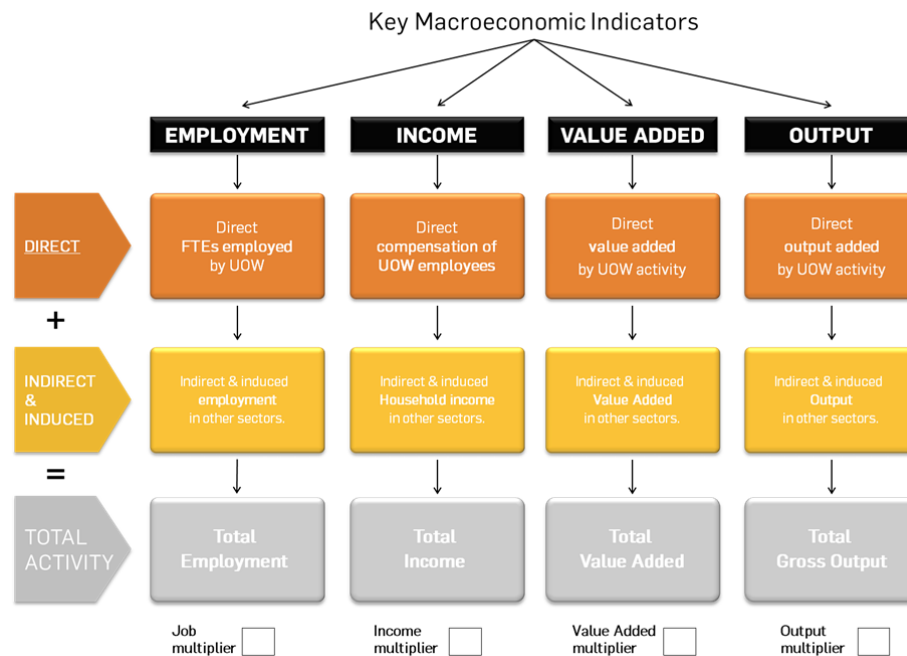 Key Macroeconomic Indicators
EMPLOYMENT
INCOME
VALUE ADDED
OUTPUT
DIRECT
Direct
FTEs employed
by UOW
Direct
compensation of
UOW employees
Direct
value added
by UOW activity
Direct
output added
by UOW activity
+
INDIRECT
&
INDUCED
Indirect & induced
employment
in other sectors.
Indirect & induced
Household income
in other sectors.
Indirect & induced
Value Added
in other sectors.
Indirect & induced
Output
in other sectors.
=
TOTAL
ACTIVITY
Total
Employment
Total
Income
Total
Value Added
Total
Gross Output
Job
multiplier
Income
multiplier
Value Added
multiplier
Output
multiplier